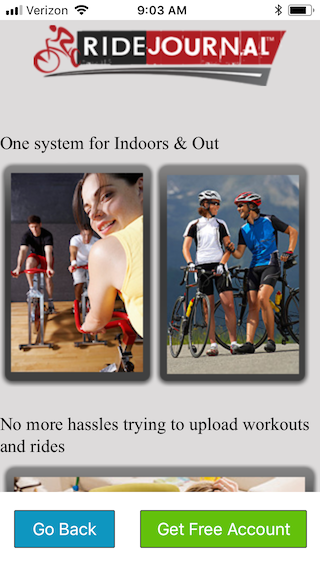 Verizon 9:03 AM
RIDEJOURNAL™
One system for Indoors & Out
No more hassles trying to upload workouts
and rides
Go Back Get Free Account